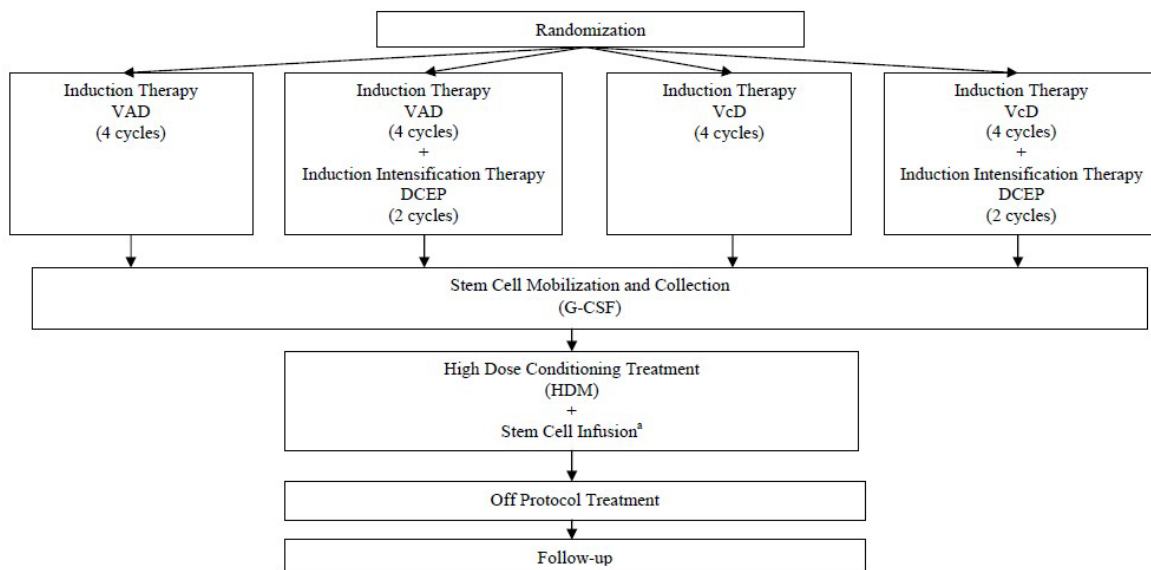 Randomization
Induction Therapy
VAD
(4 cycles)
Induction Therapy
VAD
(4 cycles)
+
Induction Intensification Therapy
DCEP
(2 cycles)
Induction Therapy
VcD
(4 cycles)
Induction Therapy
VcD
(4 cycles)
+
Induction Intensification Therapy
DCEP
(2 cycles)
Stem Cell Mobilization and Collection
(G-CSF)
High Dose Conditioning Treatment
(HDM)
+
Stem Cell Infusionᵃ
Off Protocol Treatment
Follow-up